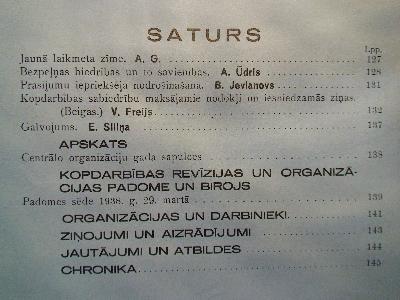 SATURS
Lpp.
Jaunā laikmeta zīme. A. G. 127
Bezpeļņas biedrības un to savienības. A. Ūdris 128
Prasījumu iepriekšēja nodrošināšana. B. Jevlanovs 131
Kopdarbības sabiedrību maksājamie nodokļi un iesniedzamās ziņas.
(Beigas.) V. Freijs 132
Galvojums. E. Siliņa 137
APSKATS
Centrālo organizāciju gada sapulces 138
KOPDARBĪBAS REVĪZIJAS UN ORGANIZĀ-
CIJAS PADOME UN BIROJS
Padomes sēde 1938. g. 29. martā 139
ORGANIZĀCIJAS UN DARBINIEKI. 141
ZIŅOJUMI UN AIZRĀDĪJUMI 143
JAUTĀJUMI UN ATBILDES 144
CHRONIKA 145